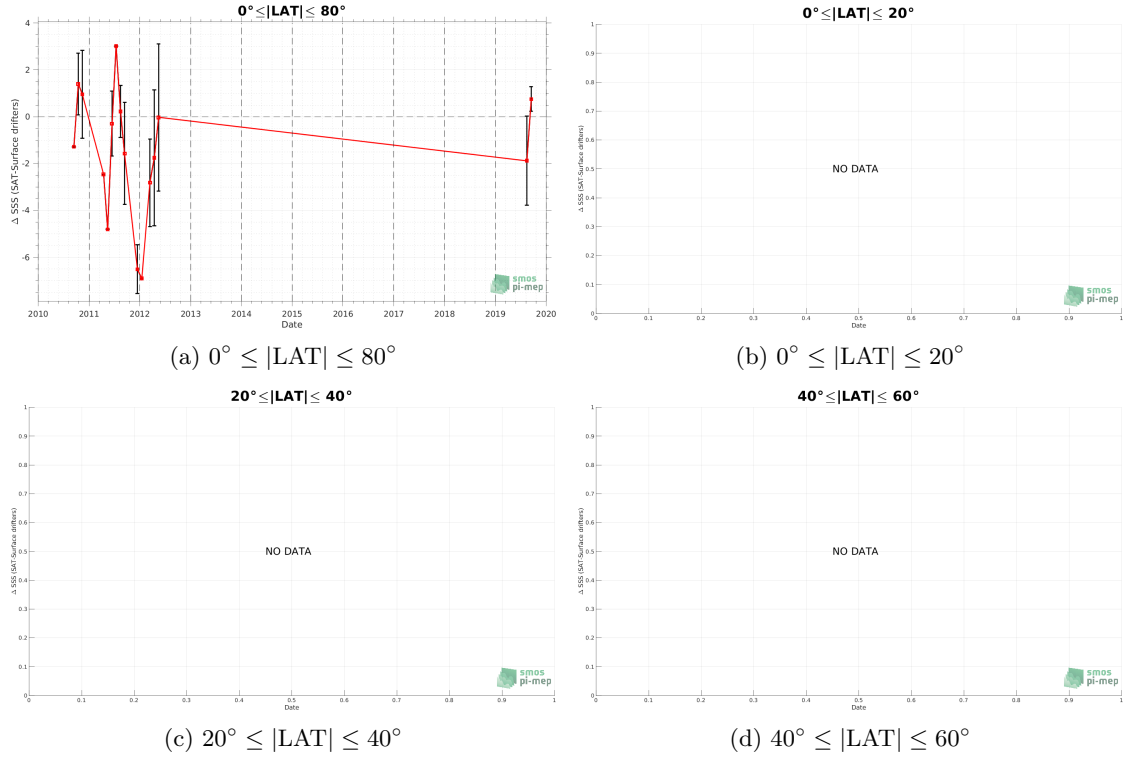 0°≤|LAT|≤ 80°
4
2
0
-2
-4
-6
Δ SSS (SAT-Surface drifters)
2010 2011 2012 2013 2014 2015 2016 2017 2018 2019 2020
Date
smos
pi-mep
(a) 0° ≤ |LAT| ≤ 80°
0°≤|LAT|≤ 20°
1
0.9
0.8
0.7
0.6
0.5
0.4
0.3
0.2
0.1
0
Δ SSS (SAT-Surface drifters)
NO DATA
0 0.1 0.2 0.3 0.4 0.5 0.6 0.7 0.8 0.9 1
Date
smos
pi-mep
(b) 0° ≤ |LAT| ≤ 20°
20°≤|LAT|≤ 40°
1
0.9
0.8
0.7
0.6
0.5
0.4
0.3
0.2
0.1
0
Δ SSS (SAT-Surface drifters)
NO DATA
0 0.1 0.2 0.3 0.4 0.5 0.6 0.7 0.8 0.9 1
Date
smos
pi-mep
(c) 20° ≤ |LAT| ≤ 40°
40°≤|LAT|≤ 60°
1
0.9
0.8
0.7
0.6
0.5
0.4
0.3
0.2
0.1
0
Δ SSS (SAT-Surface drifters)
NO DATA
0 0.1 0.2 0.3 0.4 0.5 0.6 0.7 0.8 0.9 1
Date
smos
pi-mep
(d) 40° ≤ |LAT| ≤ 60°